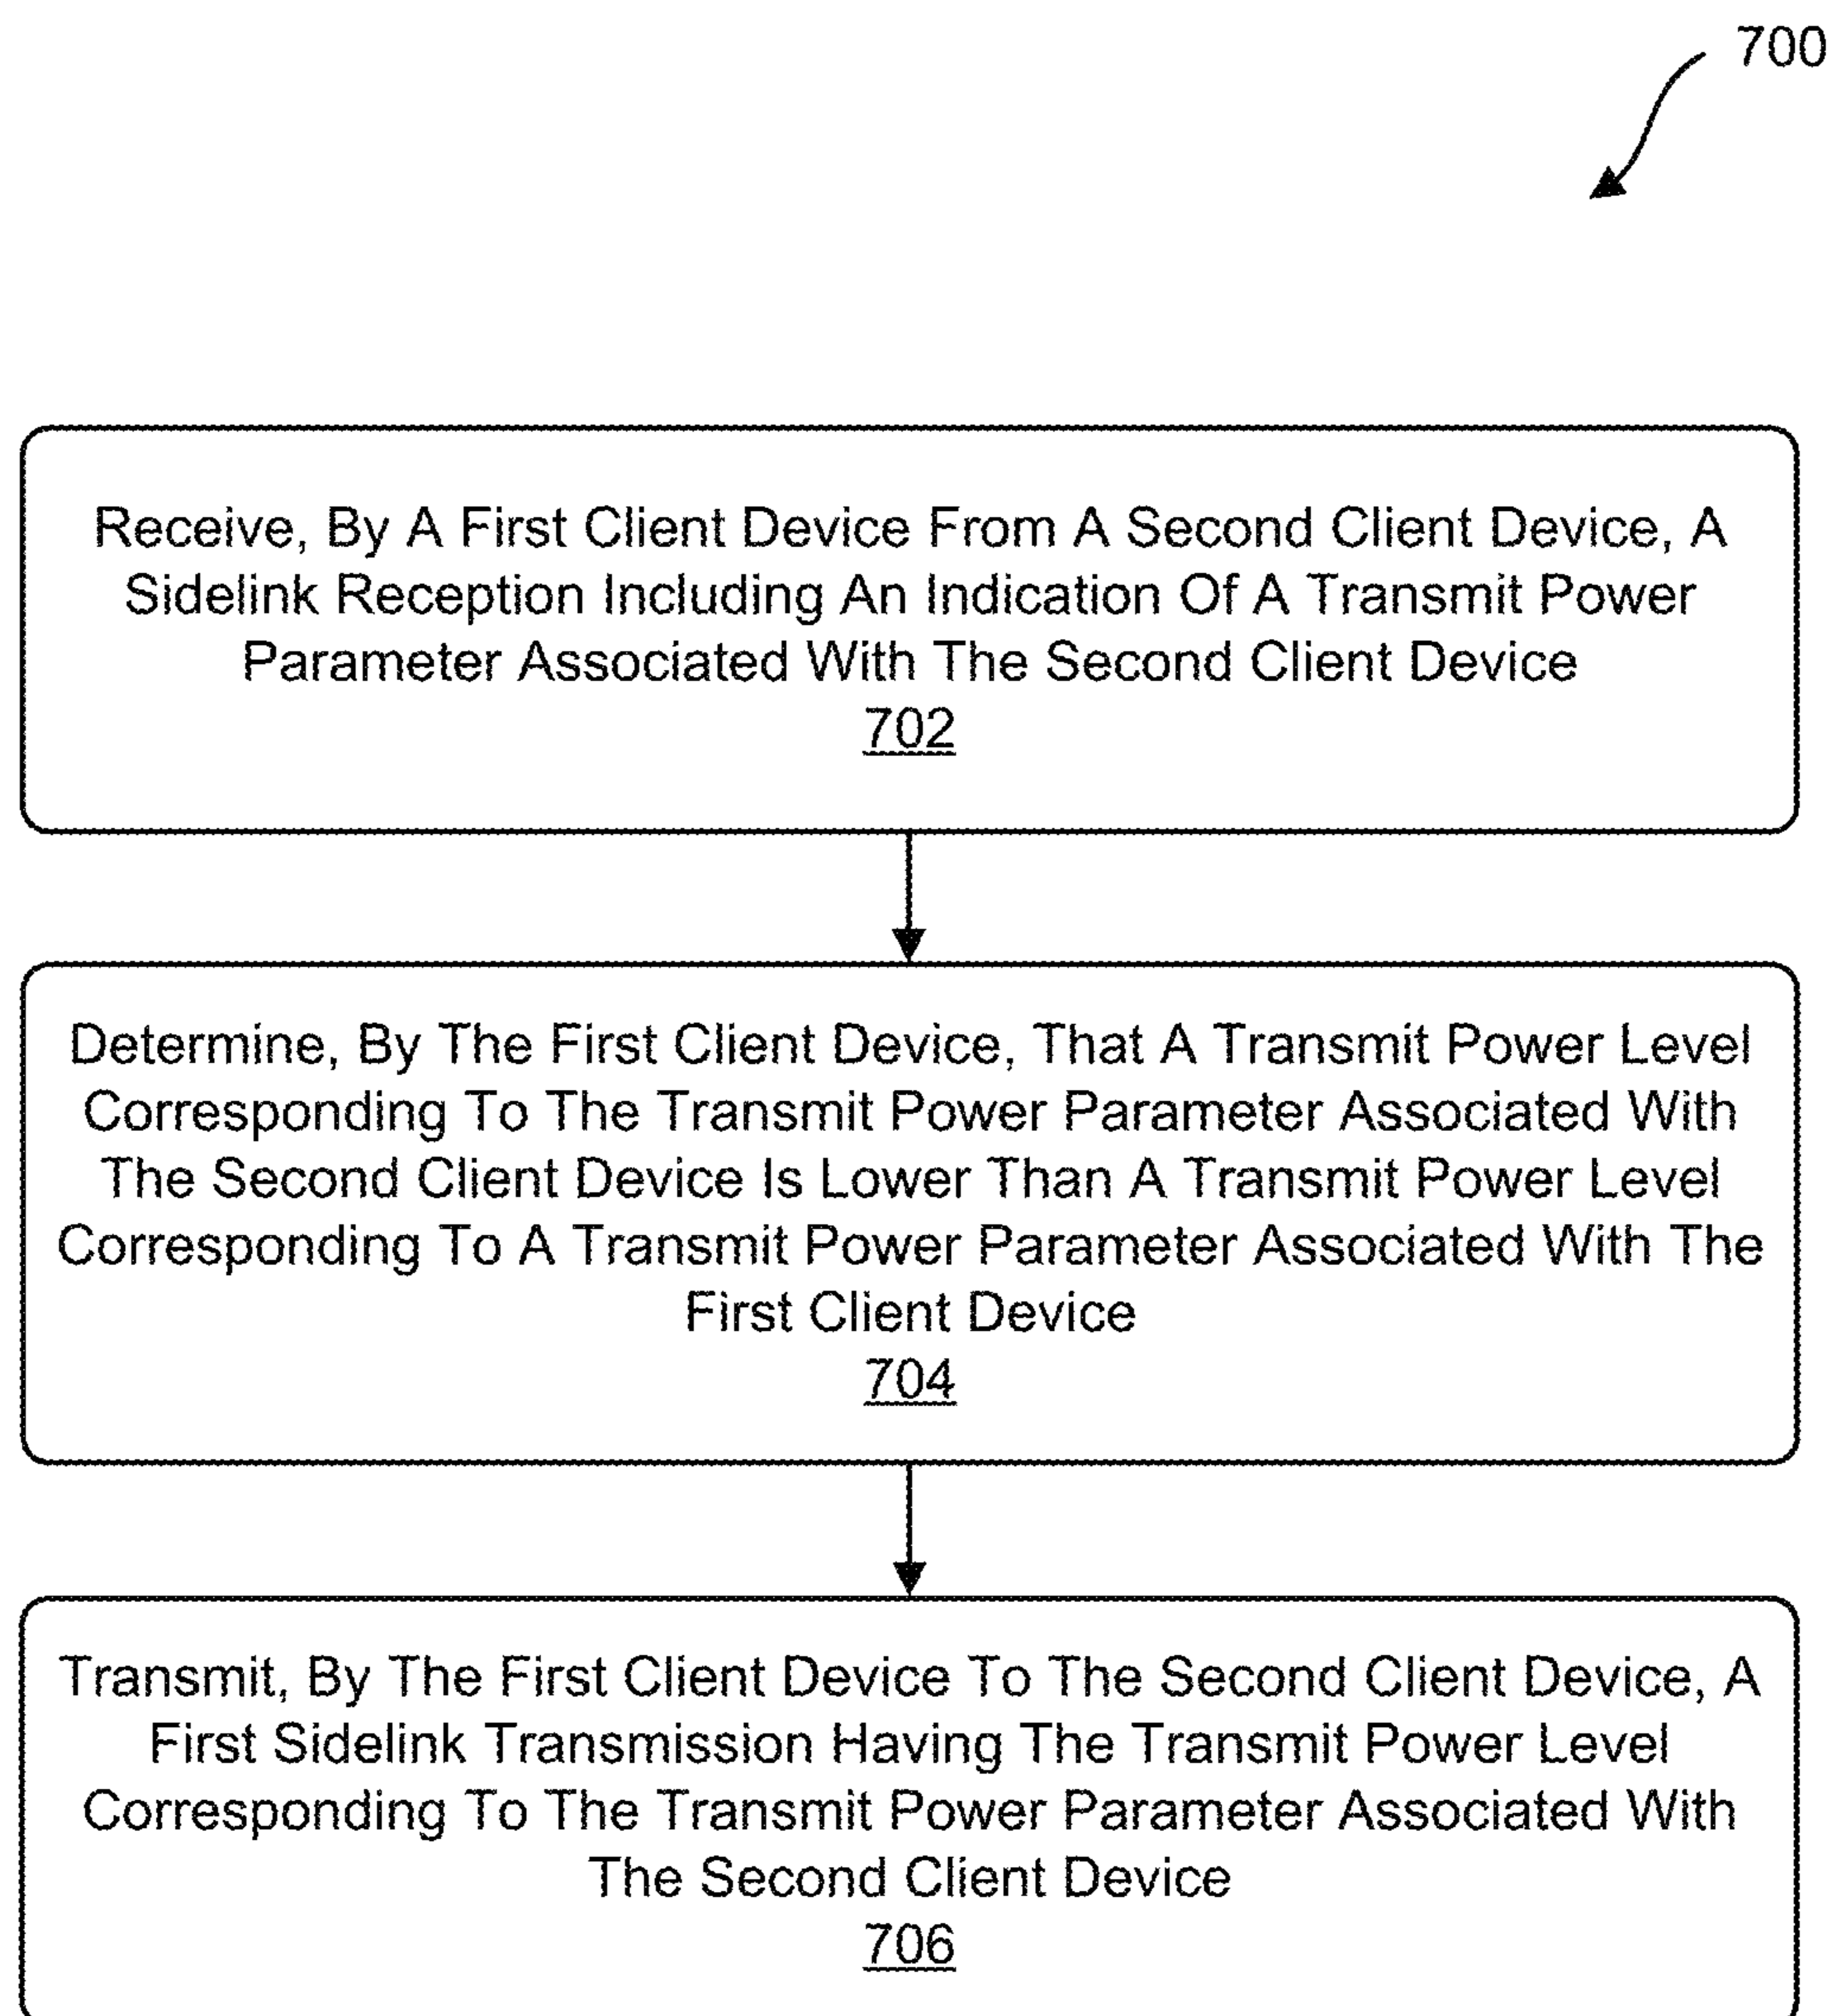 700
Receive, By A First Client Device From A Second Client Device, A
Sidelink Reception Including An Indication Of A Transmit Power
Parameter Associated With The Second Client Device
702
Determine, By The First Client Device, That A Transmit Power Level
Corresponding To The Transmit Power Parameter Associated With
The Second Client Device Is Lower Than A Transmit Power Level
Corresponding To A Transmit Power Parameter Associated With The
First Client Device
704
Transmit, By The First Client Device To The Second Client Device, A
First Sidelink Transmission Having The Transmit Power Level
Corresponding To The Transmit Power Parameter Associated With
The Second Client Device
706